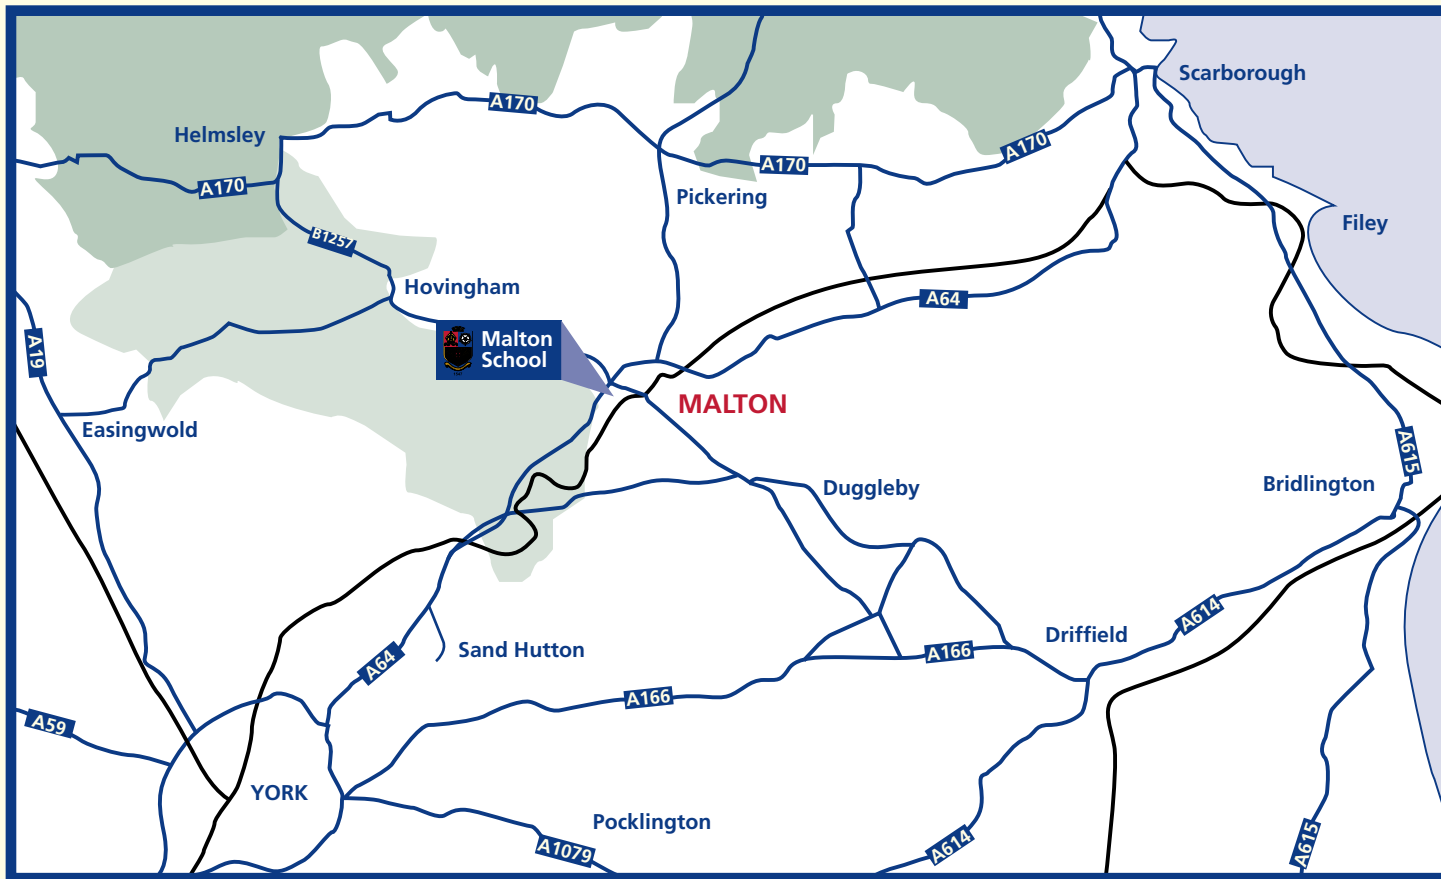 Scarborough
A170
Helmsley
A170
A170
A170
Pickering
Filey
B1257
Hovingham
A64
A19
Malton
School
MALTON
Easingwold
A615
Bridlington
Duggleby
A614
Driffield
Sand Hutton
A166
A64
A166
A59
YORK
Pocklington
A614
A615
A1079